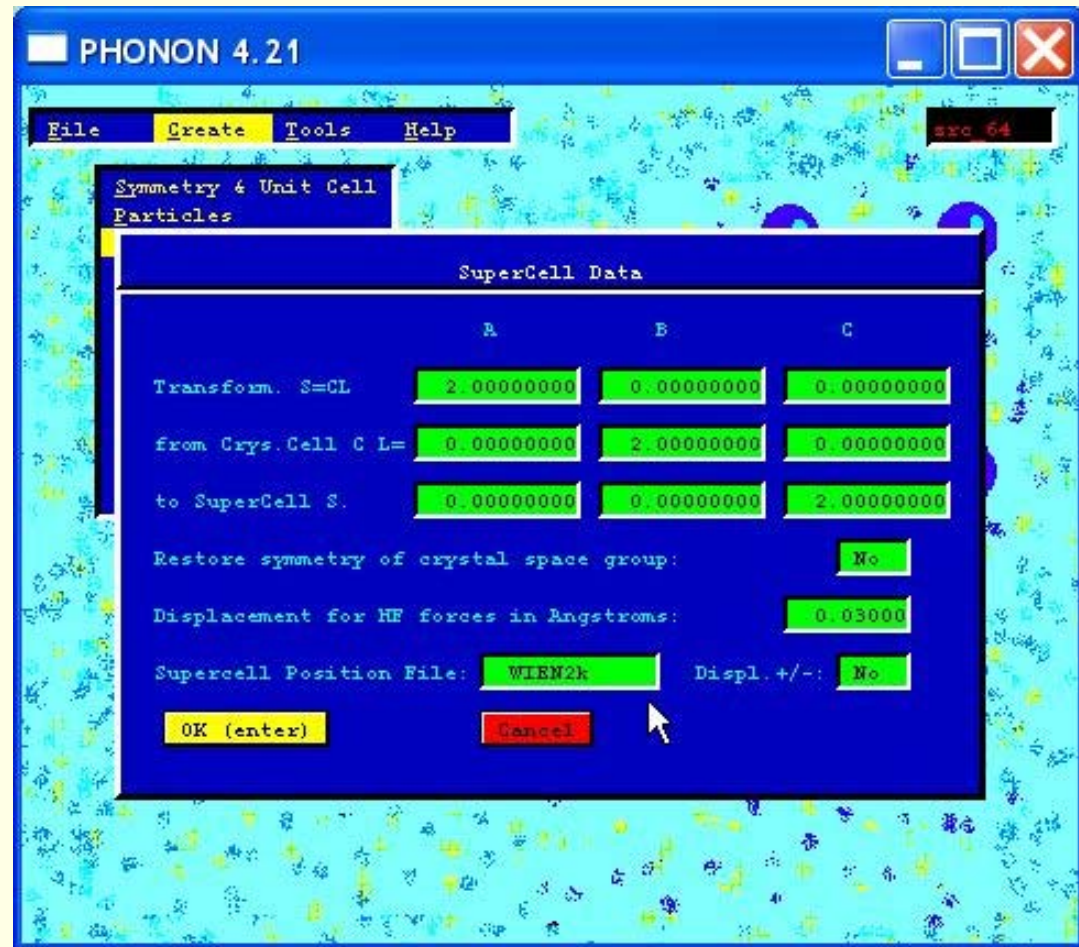 PHONON 4.21
File Create Tools Help
src_64
Symmetry & Unit Cell
Particles
SuperCell Data
A B C
Transform. S=CL 2.00000000 0.00000000 0.00000000
from Crys.Cell C L= 0.00000000 2.00000000 0.00000000
to SuperCell S. 0.00000000 0.00000000 2.00000000
Restore symmetry of crystal space group: No
Displacement for HF forces in Angstroms: 0.03000
Supercell Position File: WIEN2k Displ.+/-: No
OK (enter) Cancel